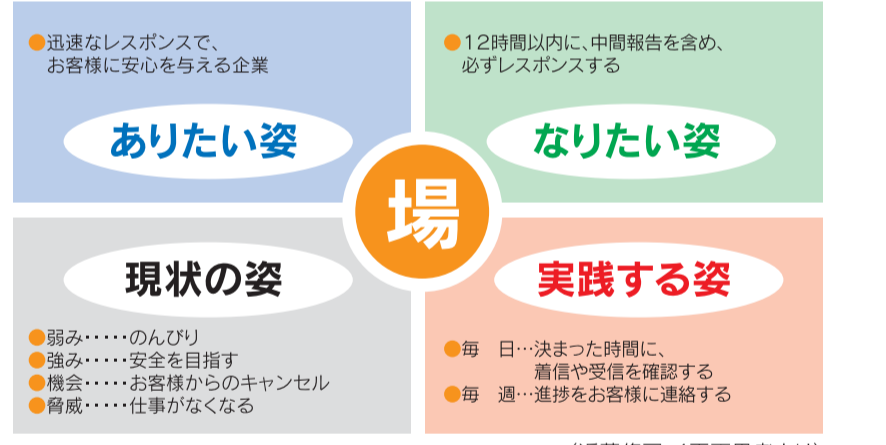 ●迅速なレスポンスで、
お客様に安心を与える企業
ありたい姿
●12時間以内に、中間報告を含め、
必ずレスポンスする
なりたい姿
場
現状の姿
●弱み・・・・・のんびり
●強み・・・・・安全を目指す
●機会・・・・・お客様からのキャンセル
●脅威・・・・・仕事がなくなる
実践する姿
●毎　日…決まった時間に、
着信や受信を確認する
●毎　週…進捗をお客様に連絡する